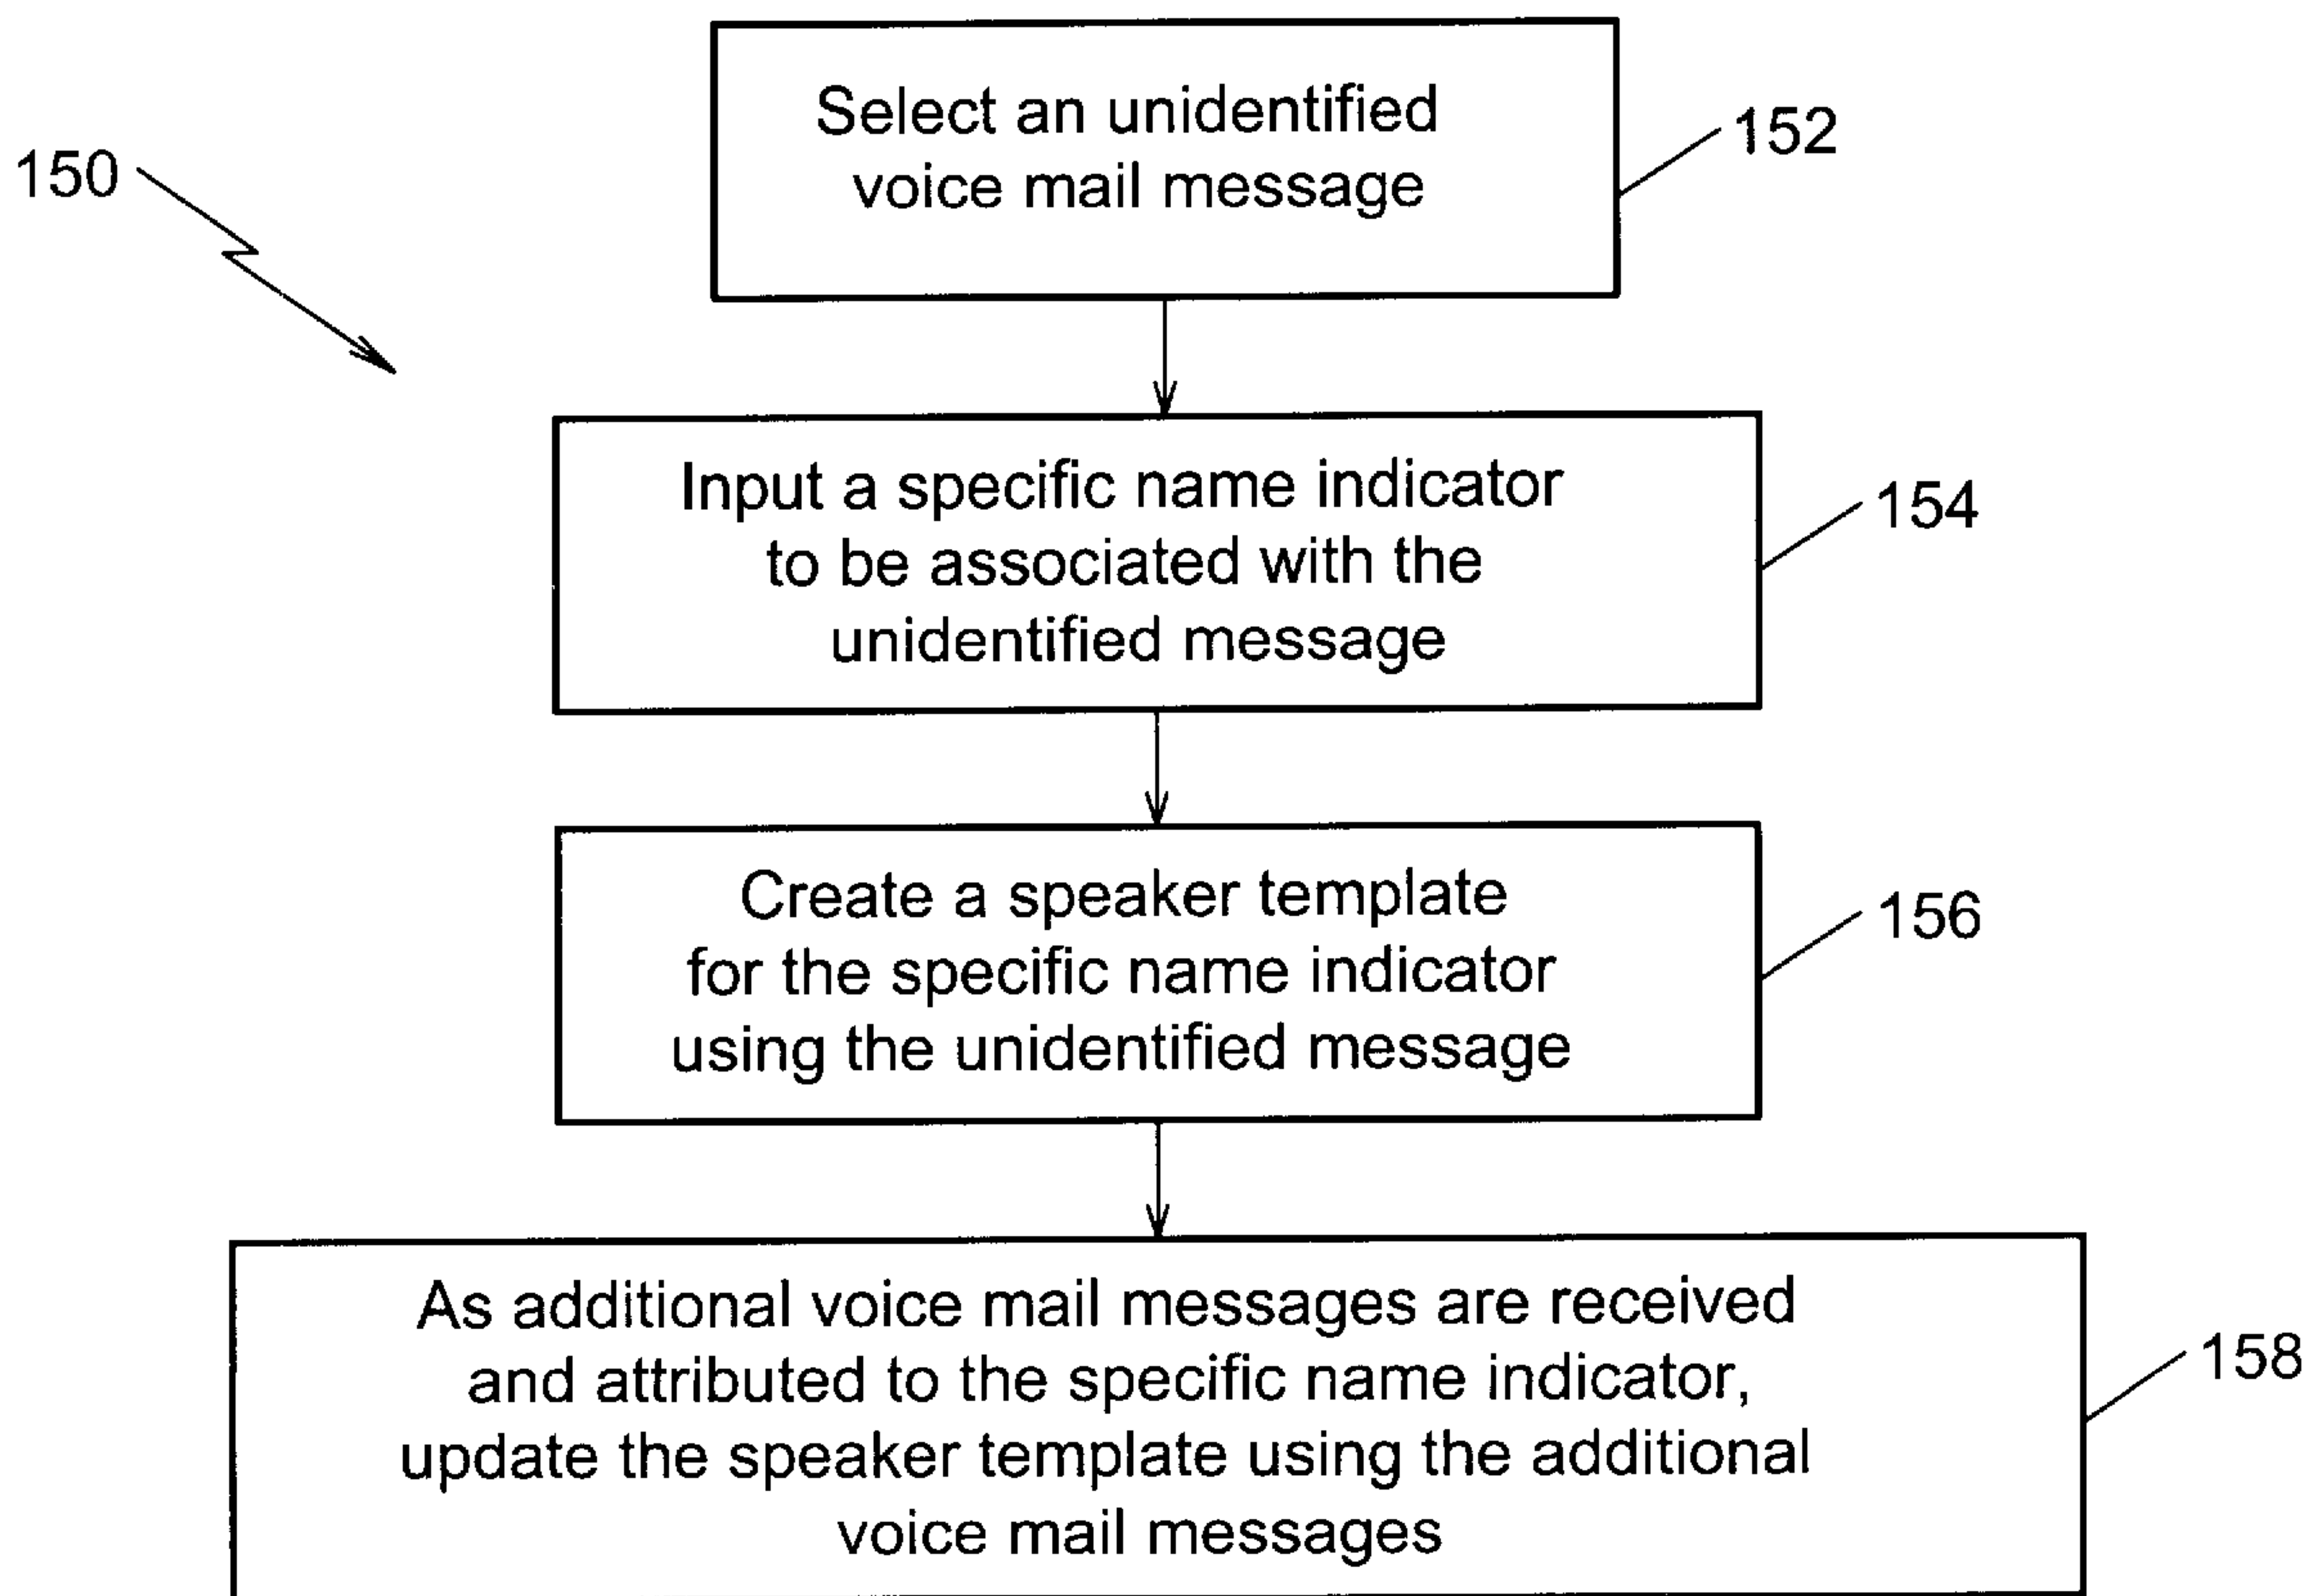 Select an unidentified
voice mail message
152
150
Input a specific name indicator
to be associated with the
unidentified message
154
Create a speaker template
for the specific name indicator
using the unidentified message
156
As additional voice mail messages are received
and attributed to the specific name indicator,
update the speaker template using the additional
voice mail messages
158